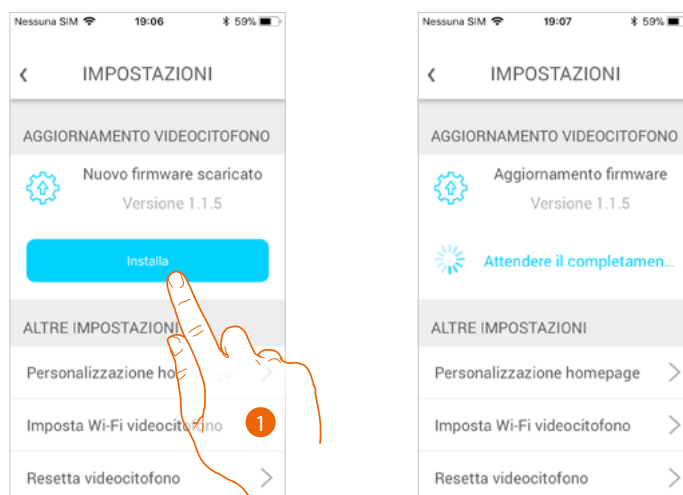 Nessuna SIM 19:06 59%
IMPOSTAZIONI
AGGIORNAMENTO VIDEOCITOFONO
Nuovo firmware scaricato
Versione 1.1.5
Installa
ALTRE IMPOSTAZIONI
Personalizzazione ho ge
Imposta Wi-Fi videocitofono
1
Resetta videocitofono
Nessuna SIM 19:07 59%
IMPOSTAZIONI
AGGIORNAMENTO VIDEOCITOFONO
Aggiornamento firmware
Versione 1.1.5
Attendere il completamen...
ALTRE IMPOSTAZIONI
Personalizzazione homepage
Imposta Wi-Fi videocitofono
Resetta videocitofono